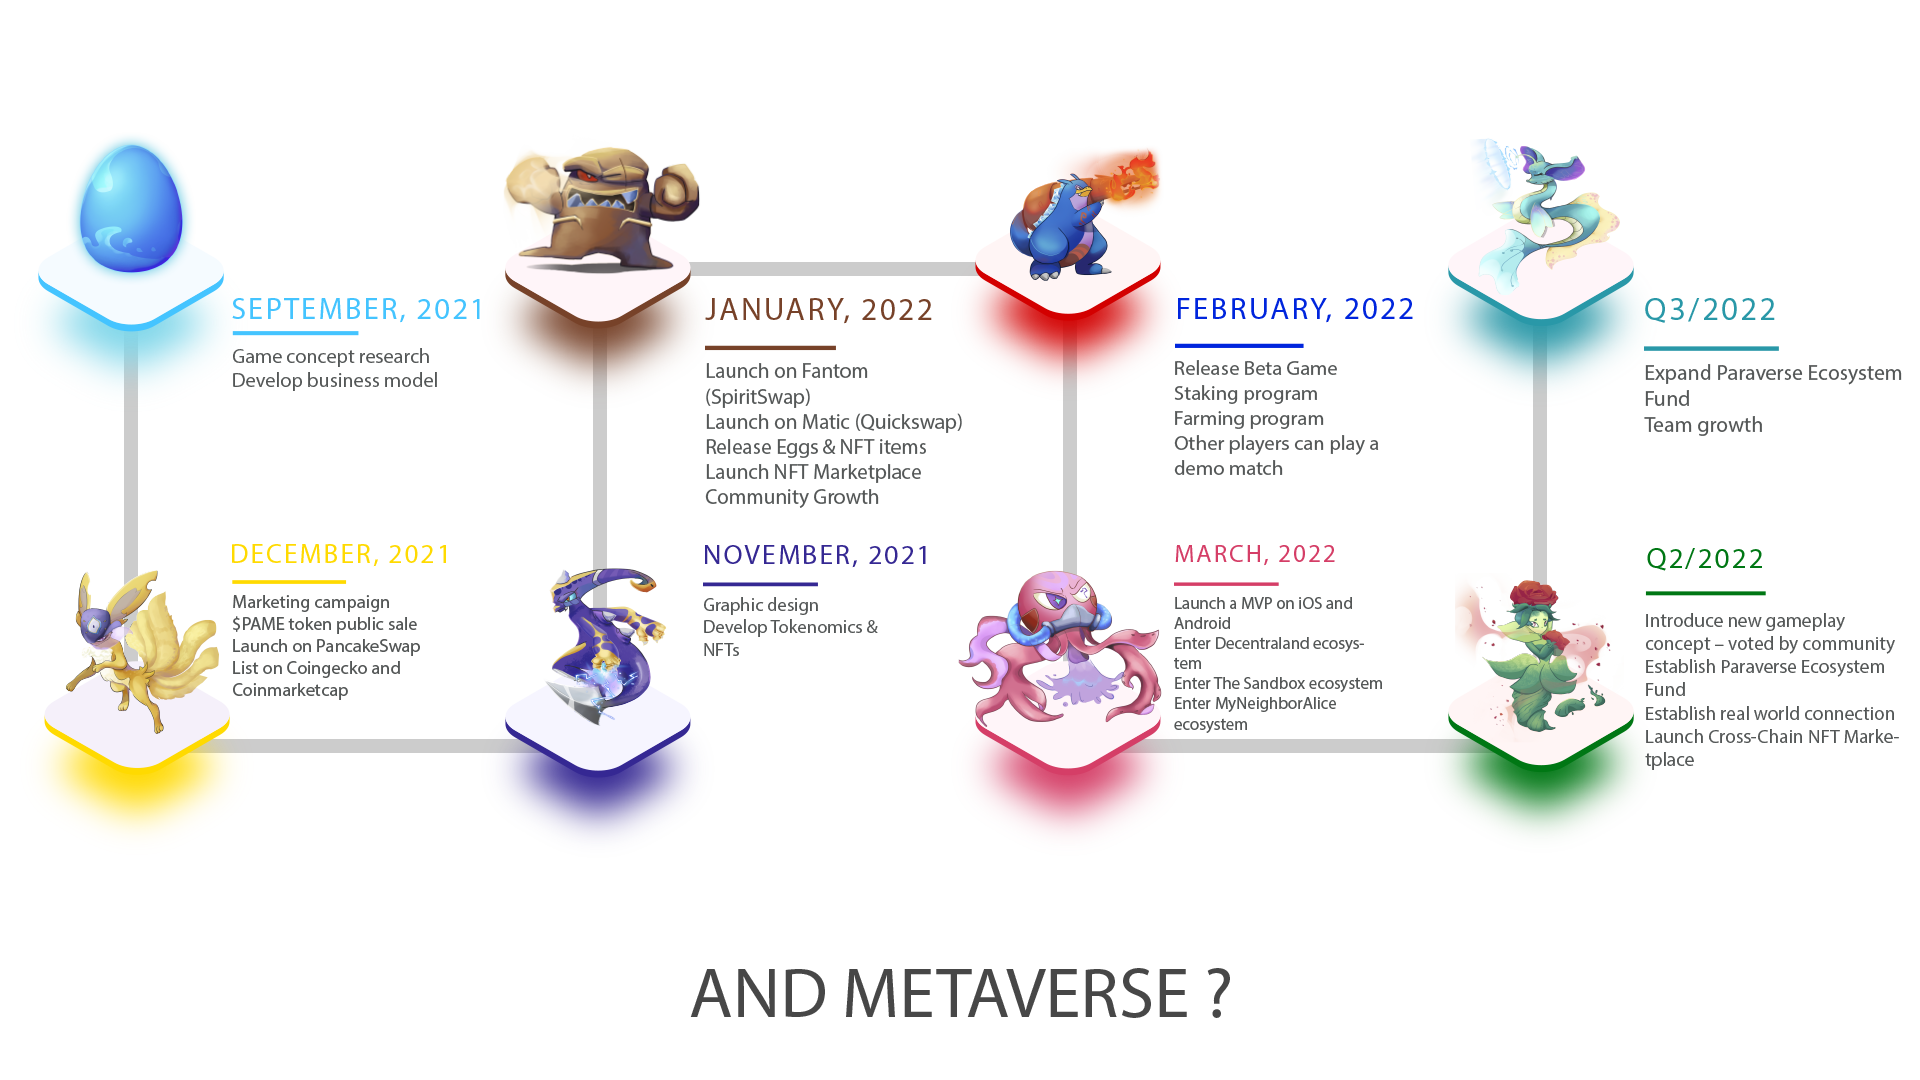 SEPTEMBER, 2021
Game concept research
Develop business model
DECEMBER, 2021
Marketing campaign
$PAME token public sale
Launch on PancakeSwap
List on Coingecko and
Coinmarketcap
JANUARY, 2022
Launch on Fantom
(SpiritSwap)
Launch on Matic (Quickswap)
Release Eggs & NFT items
Launch NFT Marketplace
Community Growth
NOVEMBER, 2021
Graphic design
Develop Tokenomics &
NFTs
FEBRUARY, 2022
Release Beta Game
Staking program
Farming program
Other players can play a
demo match
MARCH, 2022
Launch a MVP on iOS and
Android
Enter Decentraland ecosys-
tem
Enter The Sandbox ecosystem
Enter MyNeighborAlice
ecosystem
Q3/2022
Expand Paraverse Ecosystem
Fund
Team growth
Q2/2022
Introduce new gameplay
concept – voted by community
Establish Paraverse Ecosystem
Fund
Establish real world connection
Launch Cross-Chain NFT Marke-
tplace
AND METAVERSE ?